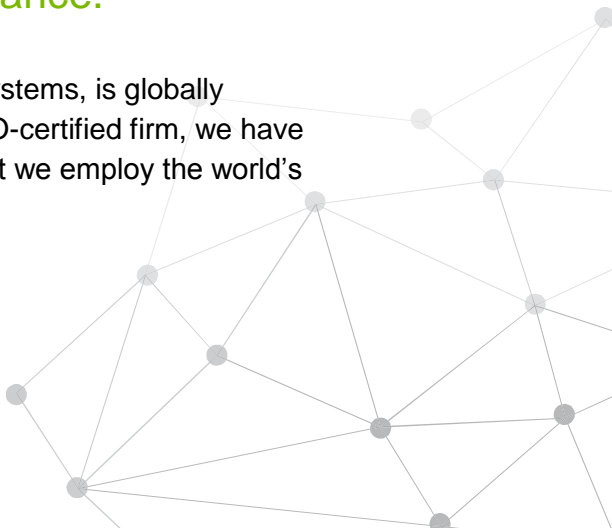 ance.
stems, is globally
D-certified firm, we have
t we employ the world's